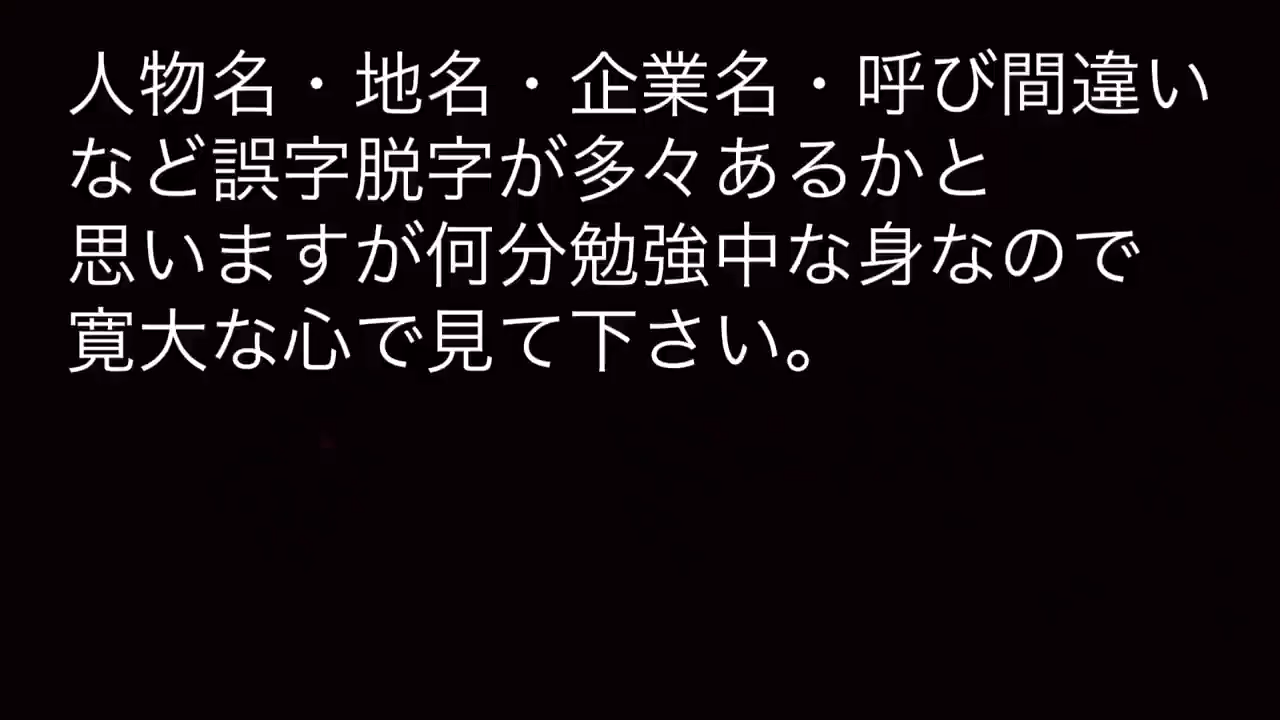 人物名・地名・企業名・呼び間違い
など誤字脱字が多々あるかと
思いますが何分勉強中な身なので
寛大な心で見て下さい。